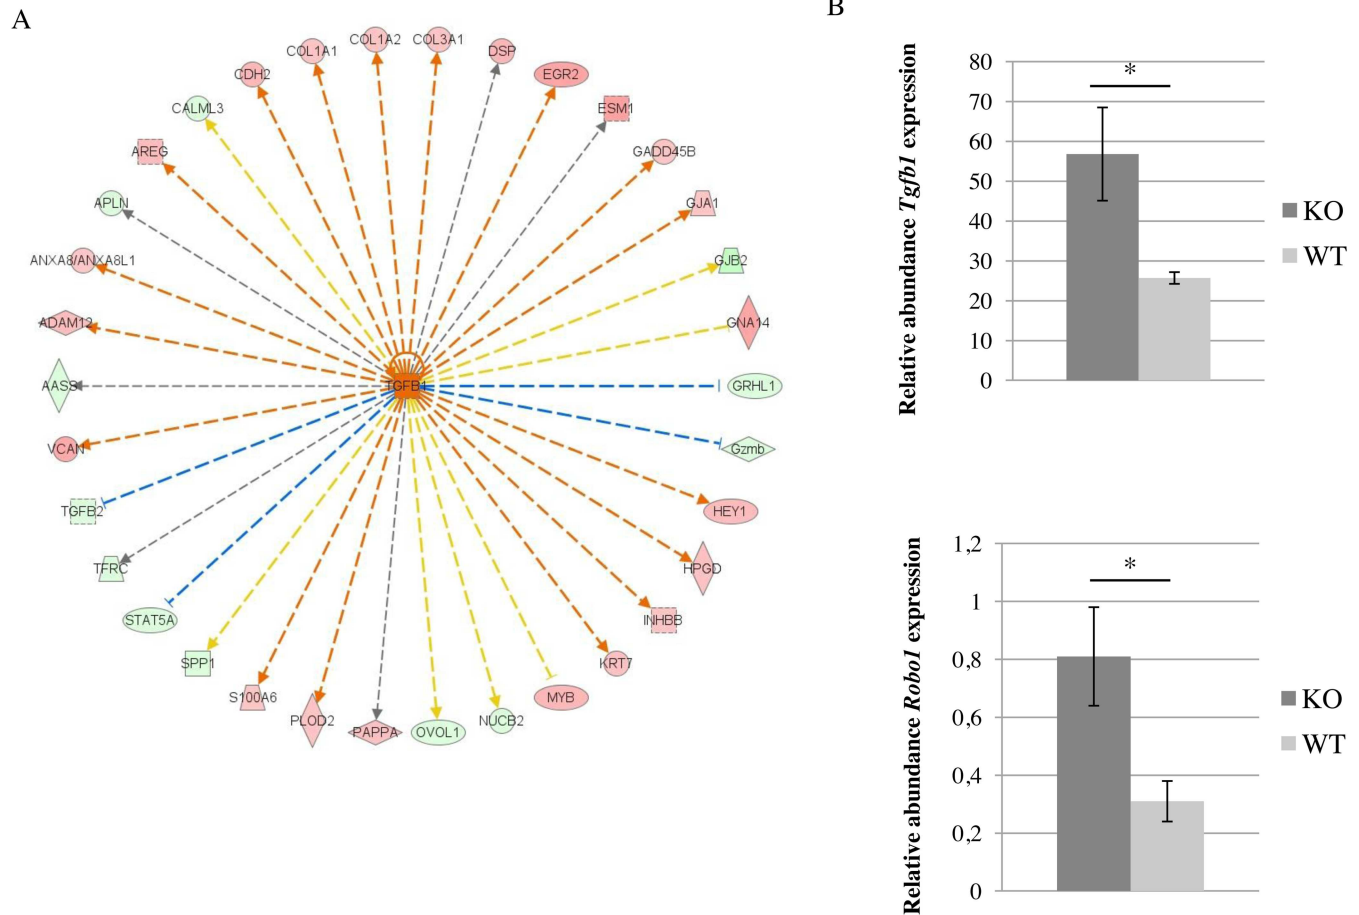 A
COL1A1
COL1A2
COL3A1
DSP
CDH2
EGR2
CALML3
ESM1
AREG
GADD45B
APLN
GJA1
ANXA8/ANXA8L1
GJB2
ADAM12
GNA14
AASS
TGFB1
GRHL1
VCAN
Gzmb
TGFB2
HEY1
TFRC
HPGD
STAT5A
INHBB
SPP1
KRT7
S100A6
MYB
PLOD2
PAPPA
OVOL1
NUCB2
B
Relative abundance Tgfb1 expression
80
70
60
50
40
30
20
10
0
*
KO
WT
Relative abundance Robo1 expression
1,2
1
0,8
0,6
0,4
0,2
0
*
KO
WT